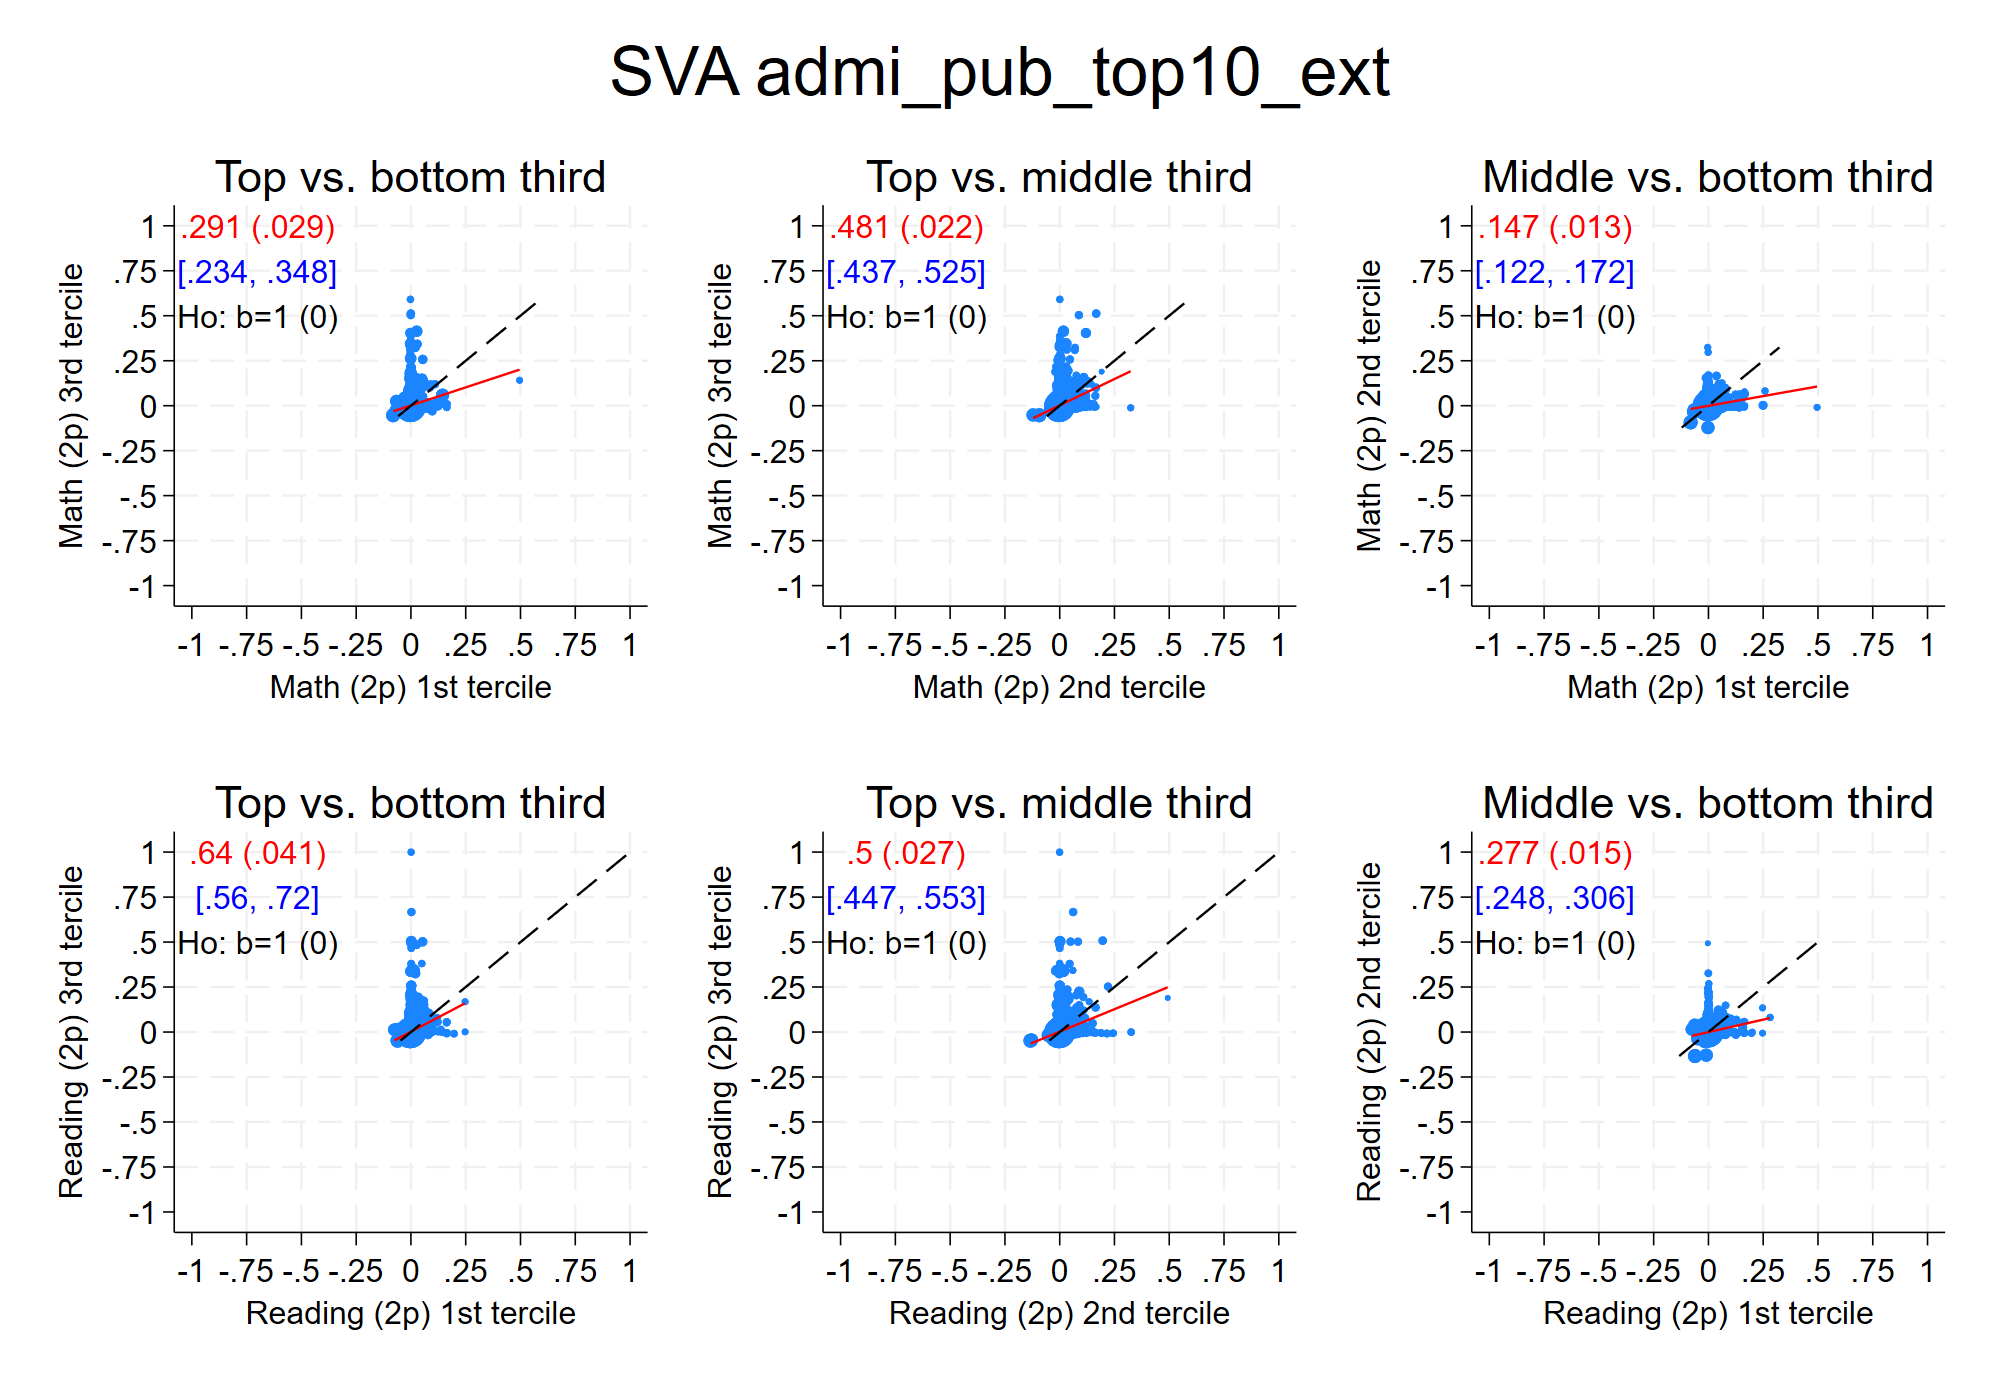 SVA admi_pub_top10_ext
Top vs. bottom third
.291 (.029)
[.234, .348]
Ho: b=1 (0)
Math (2p) 3rd tercile
1
.75
.5
.25
0
-.25
-.5
-.75
-1
-1 -.75 -.5 -.25 0 .25 .5 .75 1
Math (2p) 1st tercile
Top vs. middle third
.481 (.022)
[.437, .525]
Ho: b=1 (0)
Math (2p) 3rd tercile
1
.75
.5
.25
0
-.25
-.5
-.75
-1
-1 -.75 -.5 -.25 0 .25 .5 .75 1
Math (2p) 2nd tercile
Middle vs. bottom third
.147 (.013)
[.122, .172]
Ho: b=1 (0)
Math (2p) 2nd tercile
1
.75
.5
.25
0
-.25
-.5
-.75
-1
-1 -.75 -.5 -.25 0 .25 .5 .75 1
Math (2p) 1st tercile
Top vs. bottom third
.64 (.041)
[.56, .72]
Ho: b=1 (0)
Reading (2p) 3rd tercile
1
.75
.5
.25
0
-.25
-.5
-.75
-1
-1 -.75 -.5 -.25 0 .25 .5 .75 1
Reading (2p) 1st tercile
Top vs. middle third
.5 (.027)
[.447, .553]
Ho: b=1 (0)
Reading (2p) 3rd tercile
1
.75
.5
.25
0
-.25
-.5
-.75
-1
-1 -.75 -.5 -.25 0 .25 .5 .75 1
Reading (2p) 2nd tercile
Middle vs. bottom third
.277 (.015)
[.248, .306]
Ho: b=1 (0)
Reading (2p) 2nd tercile
1
.75
.5
.25
0
-.25
-.5
-.75
-1
-1 -.75 -.5 -.25 0 .25 .5 .75 1
Reading (2p) 1st tercile